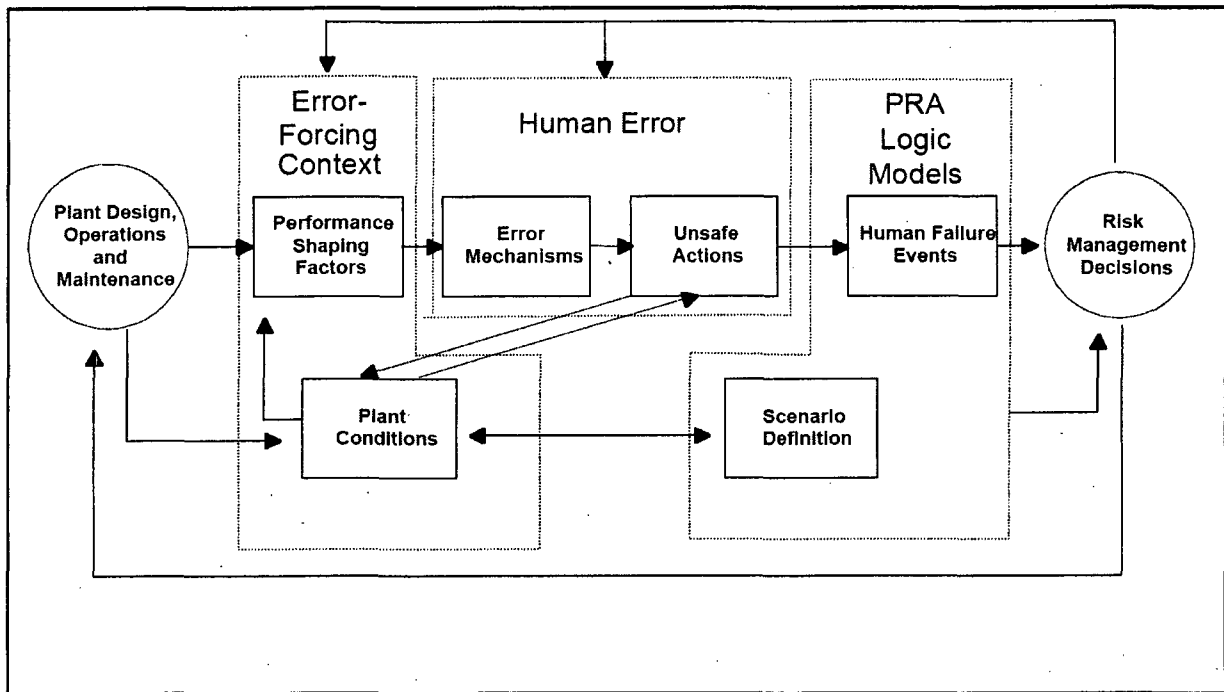 Error-
Forcing
Context
Human Error
PRA
Logic
Models
Plant Design,
Operations
and
Maintenance
Performance
Shaping
Factors
Error
Mechanisms
Unsafe
Actions
Human Failure
Events
Risk
Management
Decisions
Plant
Conditions
Scenario
Definition